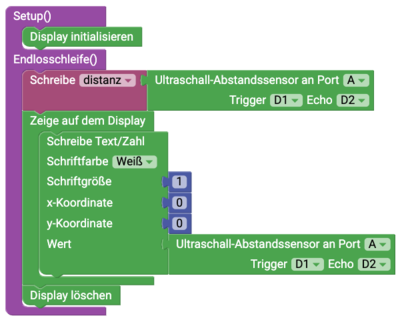 Setup()
Display initialisieren
Endlosschleife()
Schreibe distanz Ultraschall-Abstandssensor an Port A
Trigger D1 Echo D2
Zeige auf dem Display
Schreibe Text/Zahl
Schriftfarbe Weiß
Schriftgröße 1
x-Koordinate 0
y-Koordinate 0
Wert Ultraschall-Abstandssensor an Port A
Trigger D1 Echo D2
Display löschen